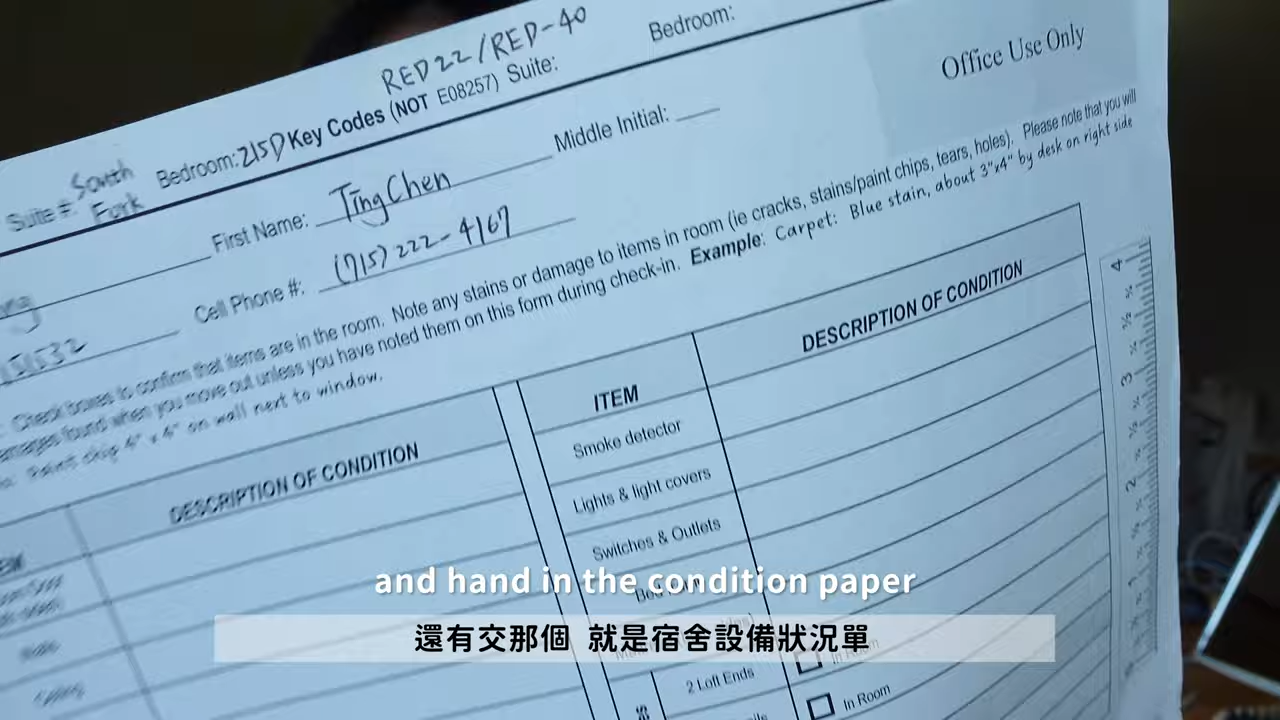 RED22/RED-40
Suite #: South Fork Bedroom: 215D Key Codes (NOT E08257) Suite: Bedroom:
Office Use Only
First Name: TingChen Middle Initial:
Cell Phone #: (715) 222-4167
Check boxes to confirm that items are in the room. Note any stains or damage to items in room (ie cracks, stains/paint chips, tears, holes). Please note that you will
found when you move out unless you have noted them on this form during check-in. Example: Carpet: Blue stain, about 3"x4" by desk on right side
Paint chip 4" x 4" on wall next to window.
DESCRIPTION OF CONDITION
ITEM
DESCRIPTION OF CONDITION
Smoke detector
Lights & light covers
Switches & Outlets
2 Loft Ends
In Room
In Room
4
3
2
1
and hand in the condition paper
還有交那個 就是宿舍設備狀況單